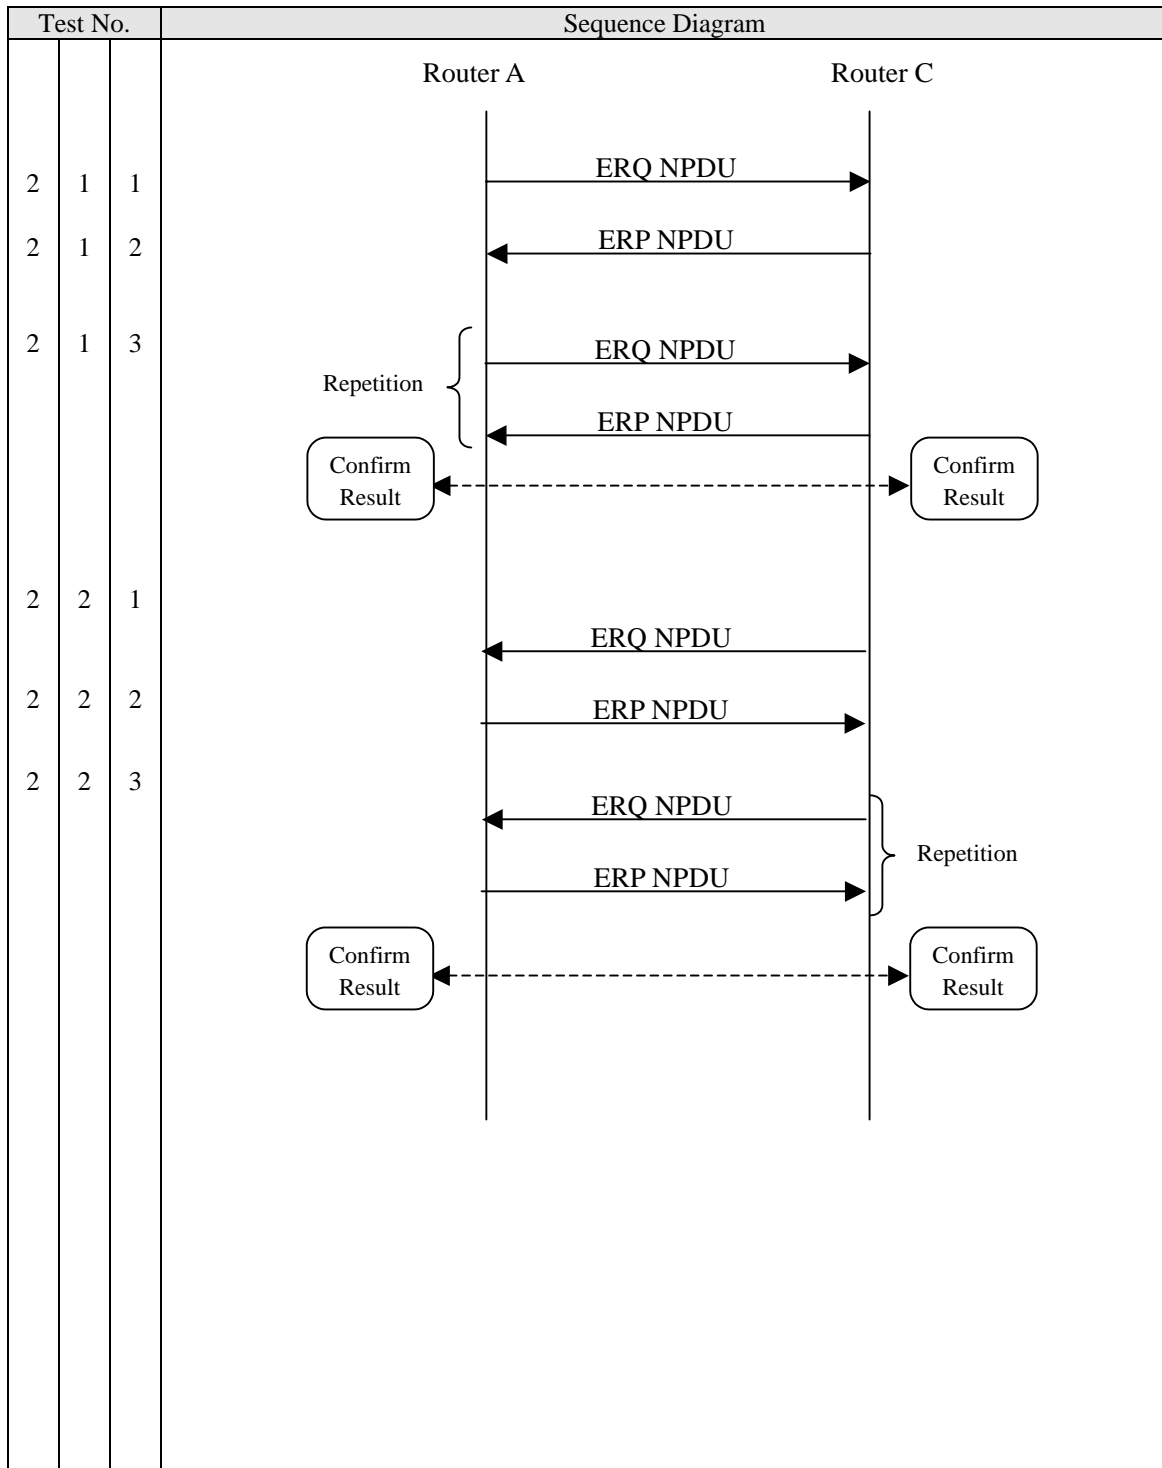 Test No. Sequence Diagram
Router A Router C
2 1 1 ERQ NPDU
2 1 2 ERP NPDU
2 1 3 ERQ NPDU
Repetition
ERP NPDU
Confirm Result
Confirm Result
2 2 1
ERQ NPDU
2 2 2 ERP NPDU
2 2 3
ERQ NPDU
Repetition
ERP NPDU
Confirm Result
Confirm Result